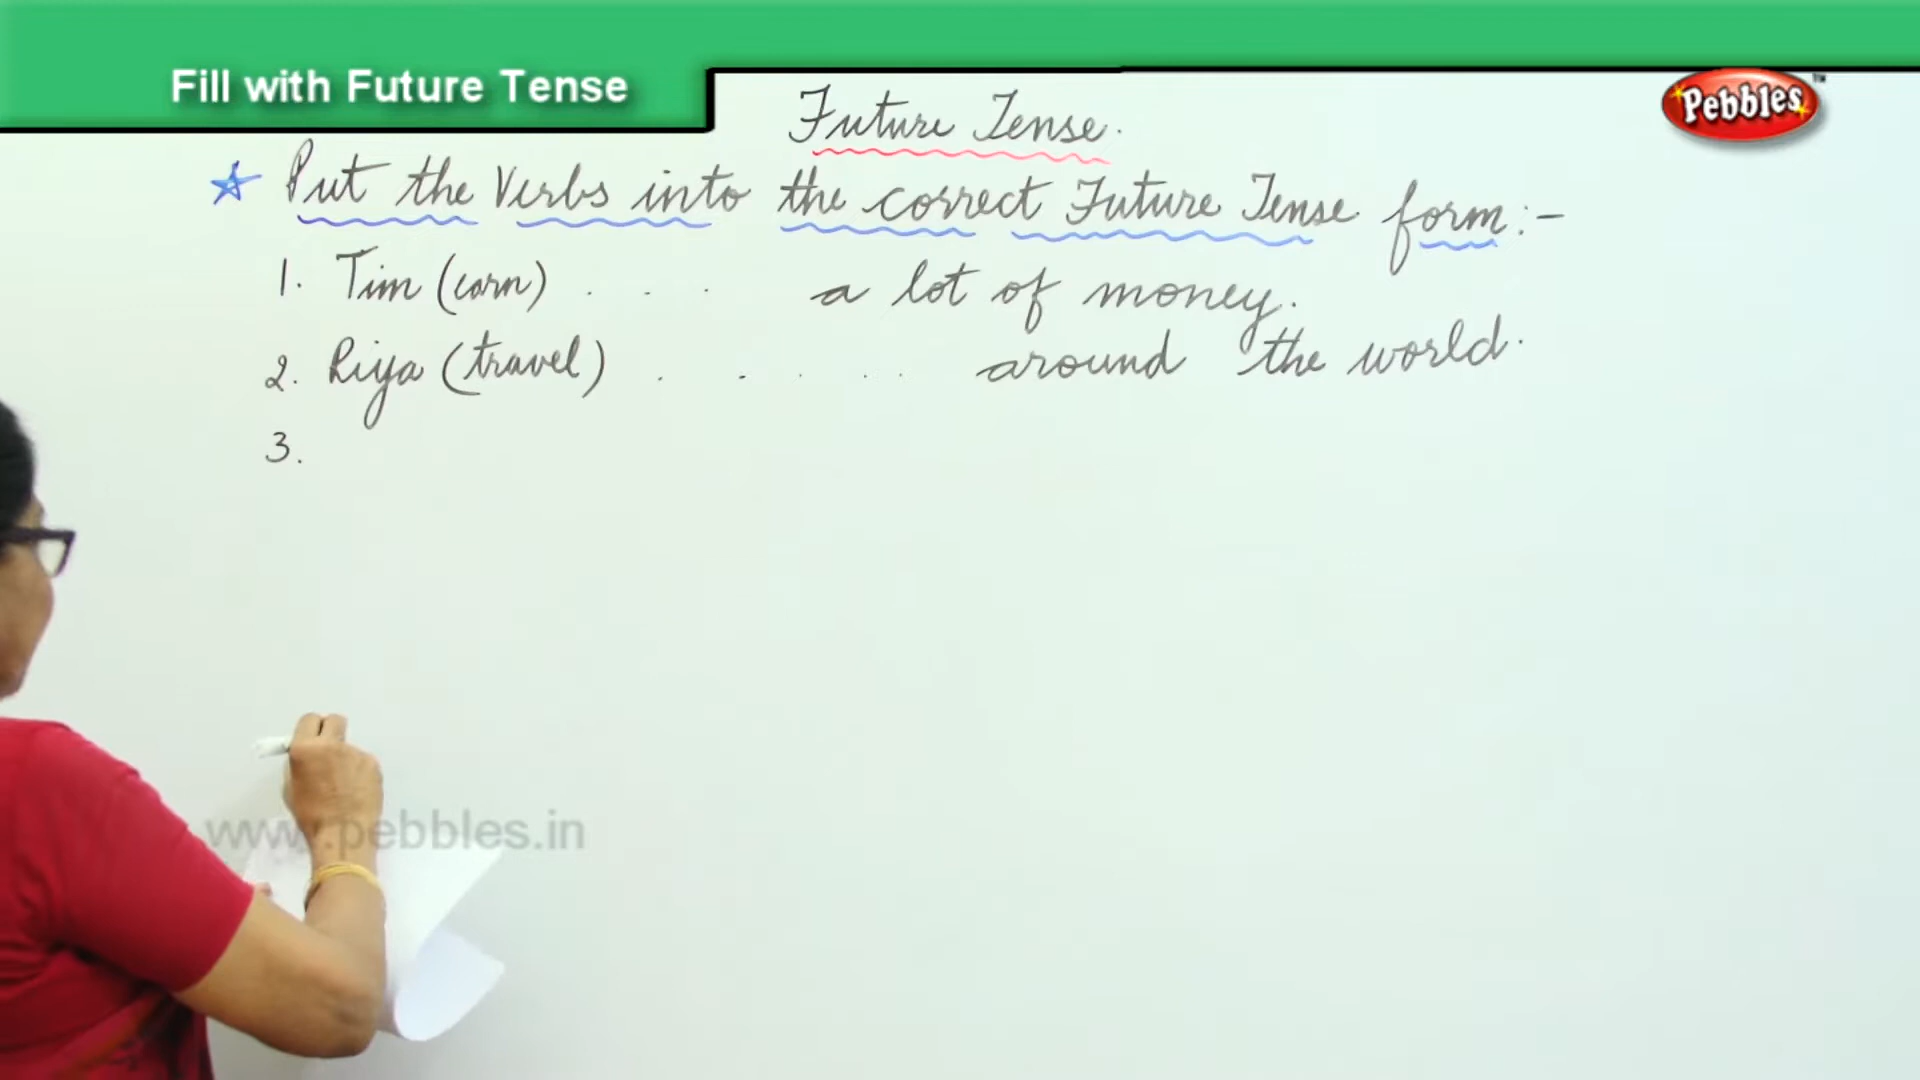 Fill with Future Tense
Pebbles™
Future Tense.
Put the Verbs into the correct Future Tense form:-
1. Tim (earn) . . . a lot of money.
2. Riya (travel) . . . . . around the world.
3.
www.pebbles.in